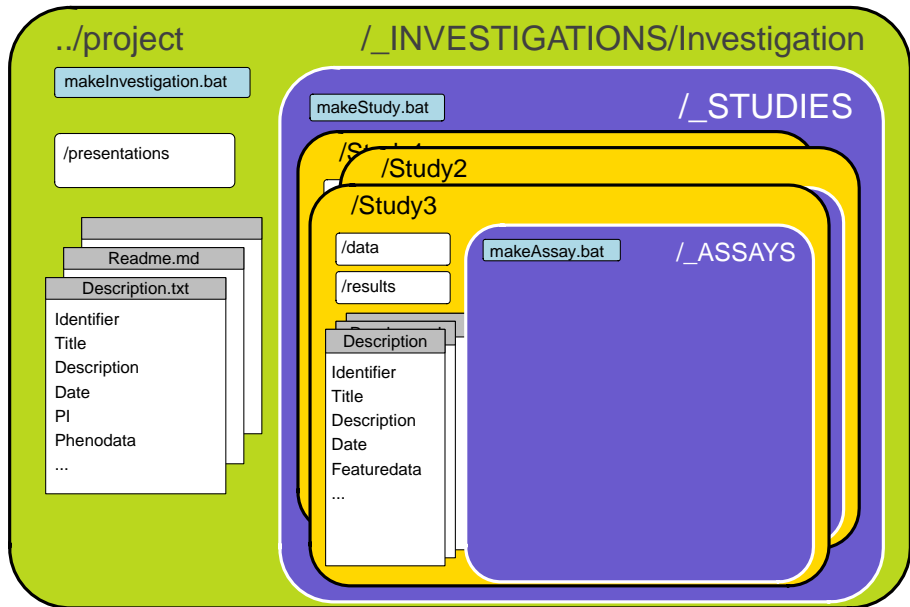 ../project
/_INVESTIGATIONS/Investigation
makeInvestigation.bat
makeStudy.bat
/_STUDIES
/presentations
/Study2
/Study3
/data
makeAssay.bat
/_ASSAYS
/results
Readme.md
Description.txt
Identifier
Title
Description
Date
PI
Phenodata
...
Description
Identifier
Title
Description
Date
Featuredata
...